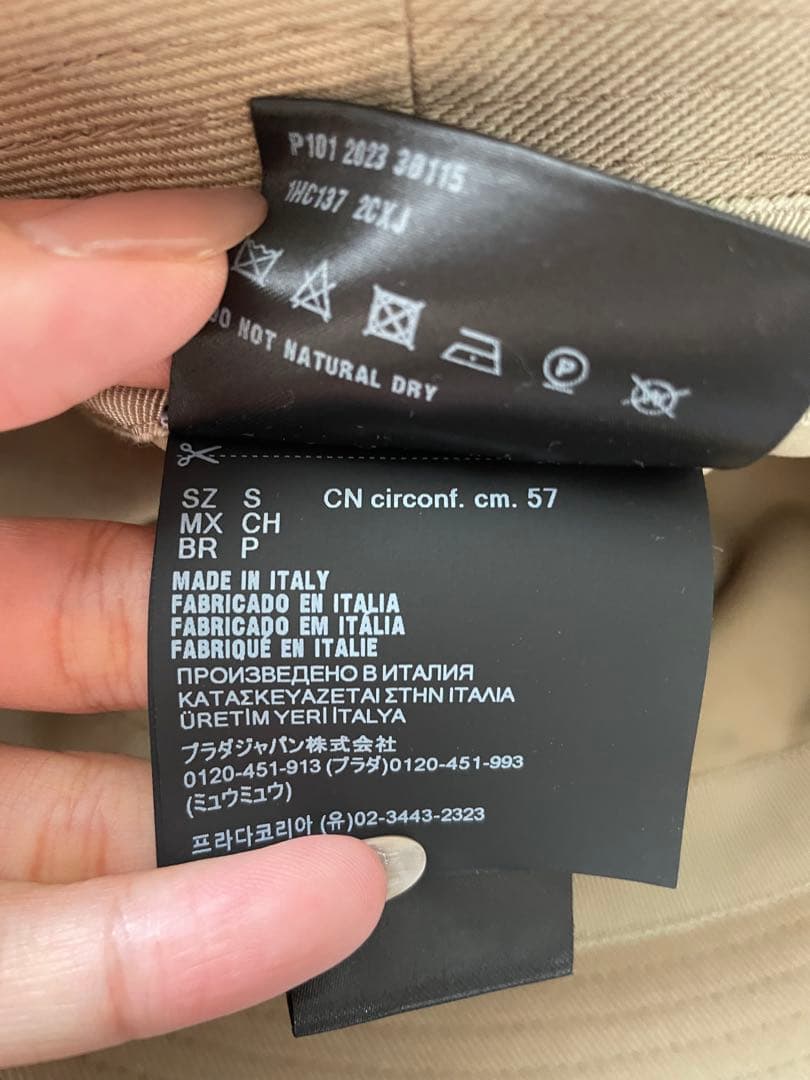 P101 2023 3B115
1HC137 2CXJ
DO NOT NATURAL DRY
P
SZ S CN circonf. cm. 57
MX CH
BR P
MADE IN ITALY
FABRICADO EN ITALIA
FABRICADO EM ITÁLIA
FABRIQUÉ EN ITALIE
ПРОИЗВЕДЕНО В ИТАЛИЯ
ΚΑΤΑΣΚΕΥΑΖΕΤΑΙ ΣΤΗΝ ΙΤΑΛΙΑ
ÜRETİM YERİ İTALYA
プラダジャパン株式会社
0120-451-913 (プラダ)0120-451-993
(ミュウミュウ)
프라다코리아 (유)02-3443-2323